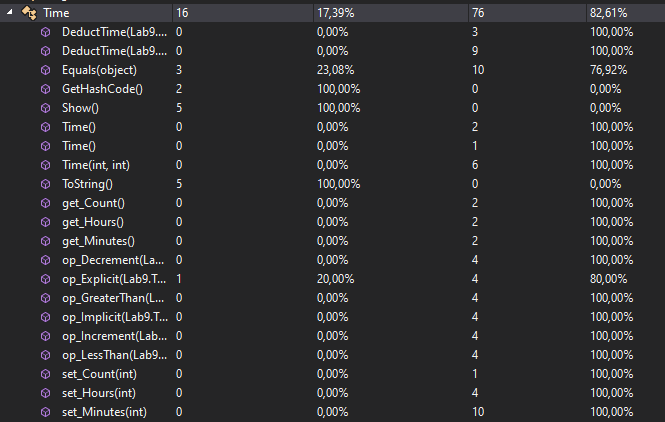 Time 16 17,39% 76 82,61%
DeductTime(Lab9.... 0 0,00% 3 100,00%
DeductTime(Lab9.... 0 0,00% 9 100,00%
Equals(object) 3 23,08% 10 76,92%
GetHashCode() 2 100,00% 0 0,00%
Show() 5 100,00% 0 0,00%
Time() 0 0,00% 2 100,00%
Time() 0 0,00% 1 100,00%
Time(int, int) 0 0,00% 6 100,00%
ToString() 5 100,00% 0 0,00%
get_Count() 0 0,00% 2 100,00%
get_Hours() 0 0,00% 2 100,00%
get_Minutes() 0 0,00% 2 100,00%
op_Decrement(La... 0 0,00% 4 100,00%
op_Explicit(Lab9.T... 1 20,00% 4 80,00%
op_GreaterThan(L... 0 0,00% 4 100,00%
op_Implicit(Lab9.T... 0 0,00% 4 100,00%
op_Increment(Lab... 0 0,00% 4 100,00%
op_LessThan(Lab9... 0 0,00% 4 100,00%
set_Count(int) 0 0,00% 1 100,00%
set_Hours(int) 0 0,00% 4 100,00%
set_Minutes(int) 0 0,00% 10 100,00%